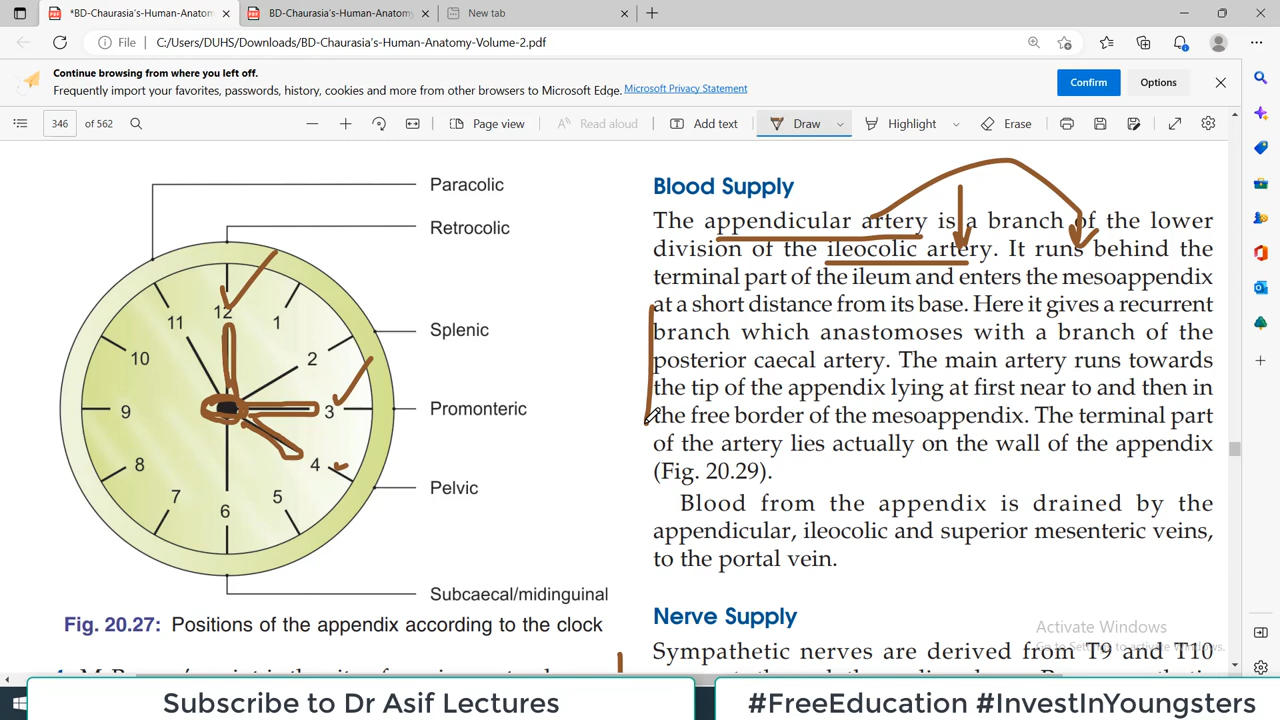 *BD-Chaurasia's-Human-Anatomy
BD-Chaurasia's-Human-Anatomy-
New tab
File
C:/Users/DUHS/Downloads/BD-Chaurasia's-Human-Anatomy-Volume-2.pdf
Continue browsing from where you left off.
Frequently import your favorites, passwords, history, cookies and more from other browsers to Microsoft Edge. Microsoft Privacy Statement
Confirm
Options
346 of 562
Page view
Read aloud
Add text
Draw
Highlight
Erase
Paracolic
Retrocolic
Splenic
Promonteric
Pelvic
Subcaecal/midinguinal
12
1
2
3
4
5
6
7
8
9
10
11
Fig. 20.27: Positions of the appendix according to the clock
Blood Supply
The appendicular artery is a branch of the lower
division of the ileocolic artery. It runs behind the
terminal part of the ileum and enters the mesoappendix
at a short distance from its base. Here it gives a recurrent
branch which anastomoses with a branch of the
posterior caecal artery. The main artery runs towards
the tip of the appendix lying at first near to and then in
the free border of the mesoappendix. The terminal part
of the artery lies actually on the wall of the appendix
(Fig. 20.29).
Blood from the appendix is drained by the
appendicular, ileocolic and superior mesenteric veins,
to the portal vein.
Nerve Supply
Sympathetic nerves are derived from T9 and T10
Activate Windows
Go to Settings to activate Windows.
Subscribe to Dr Asif Lectures
#FreeEducation #InvestInYoungsters